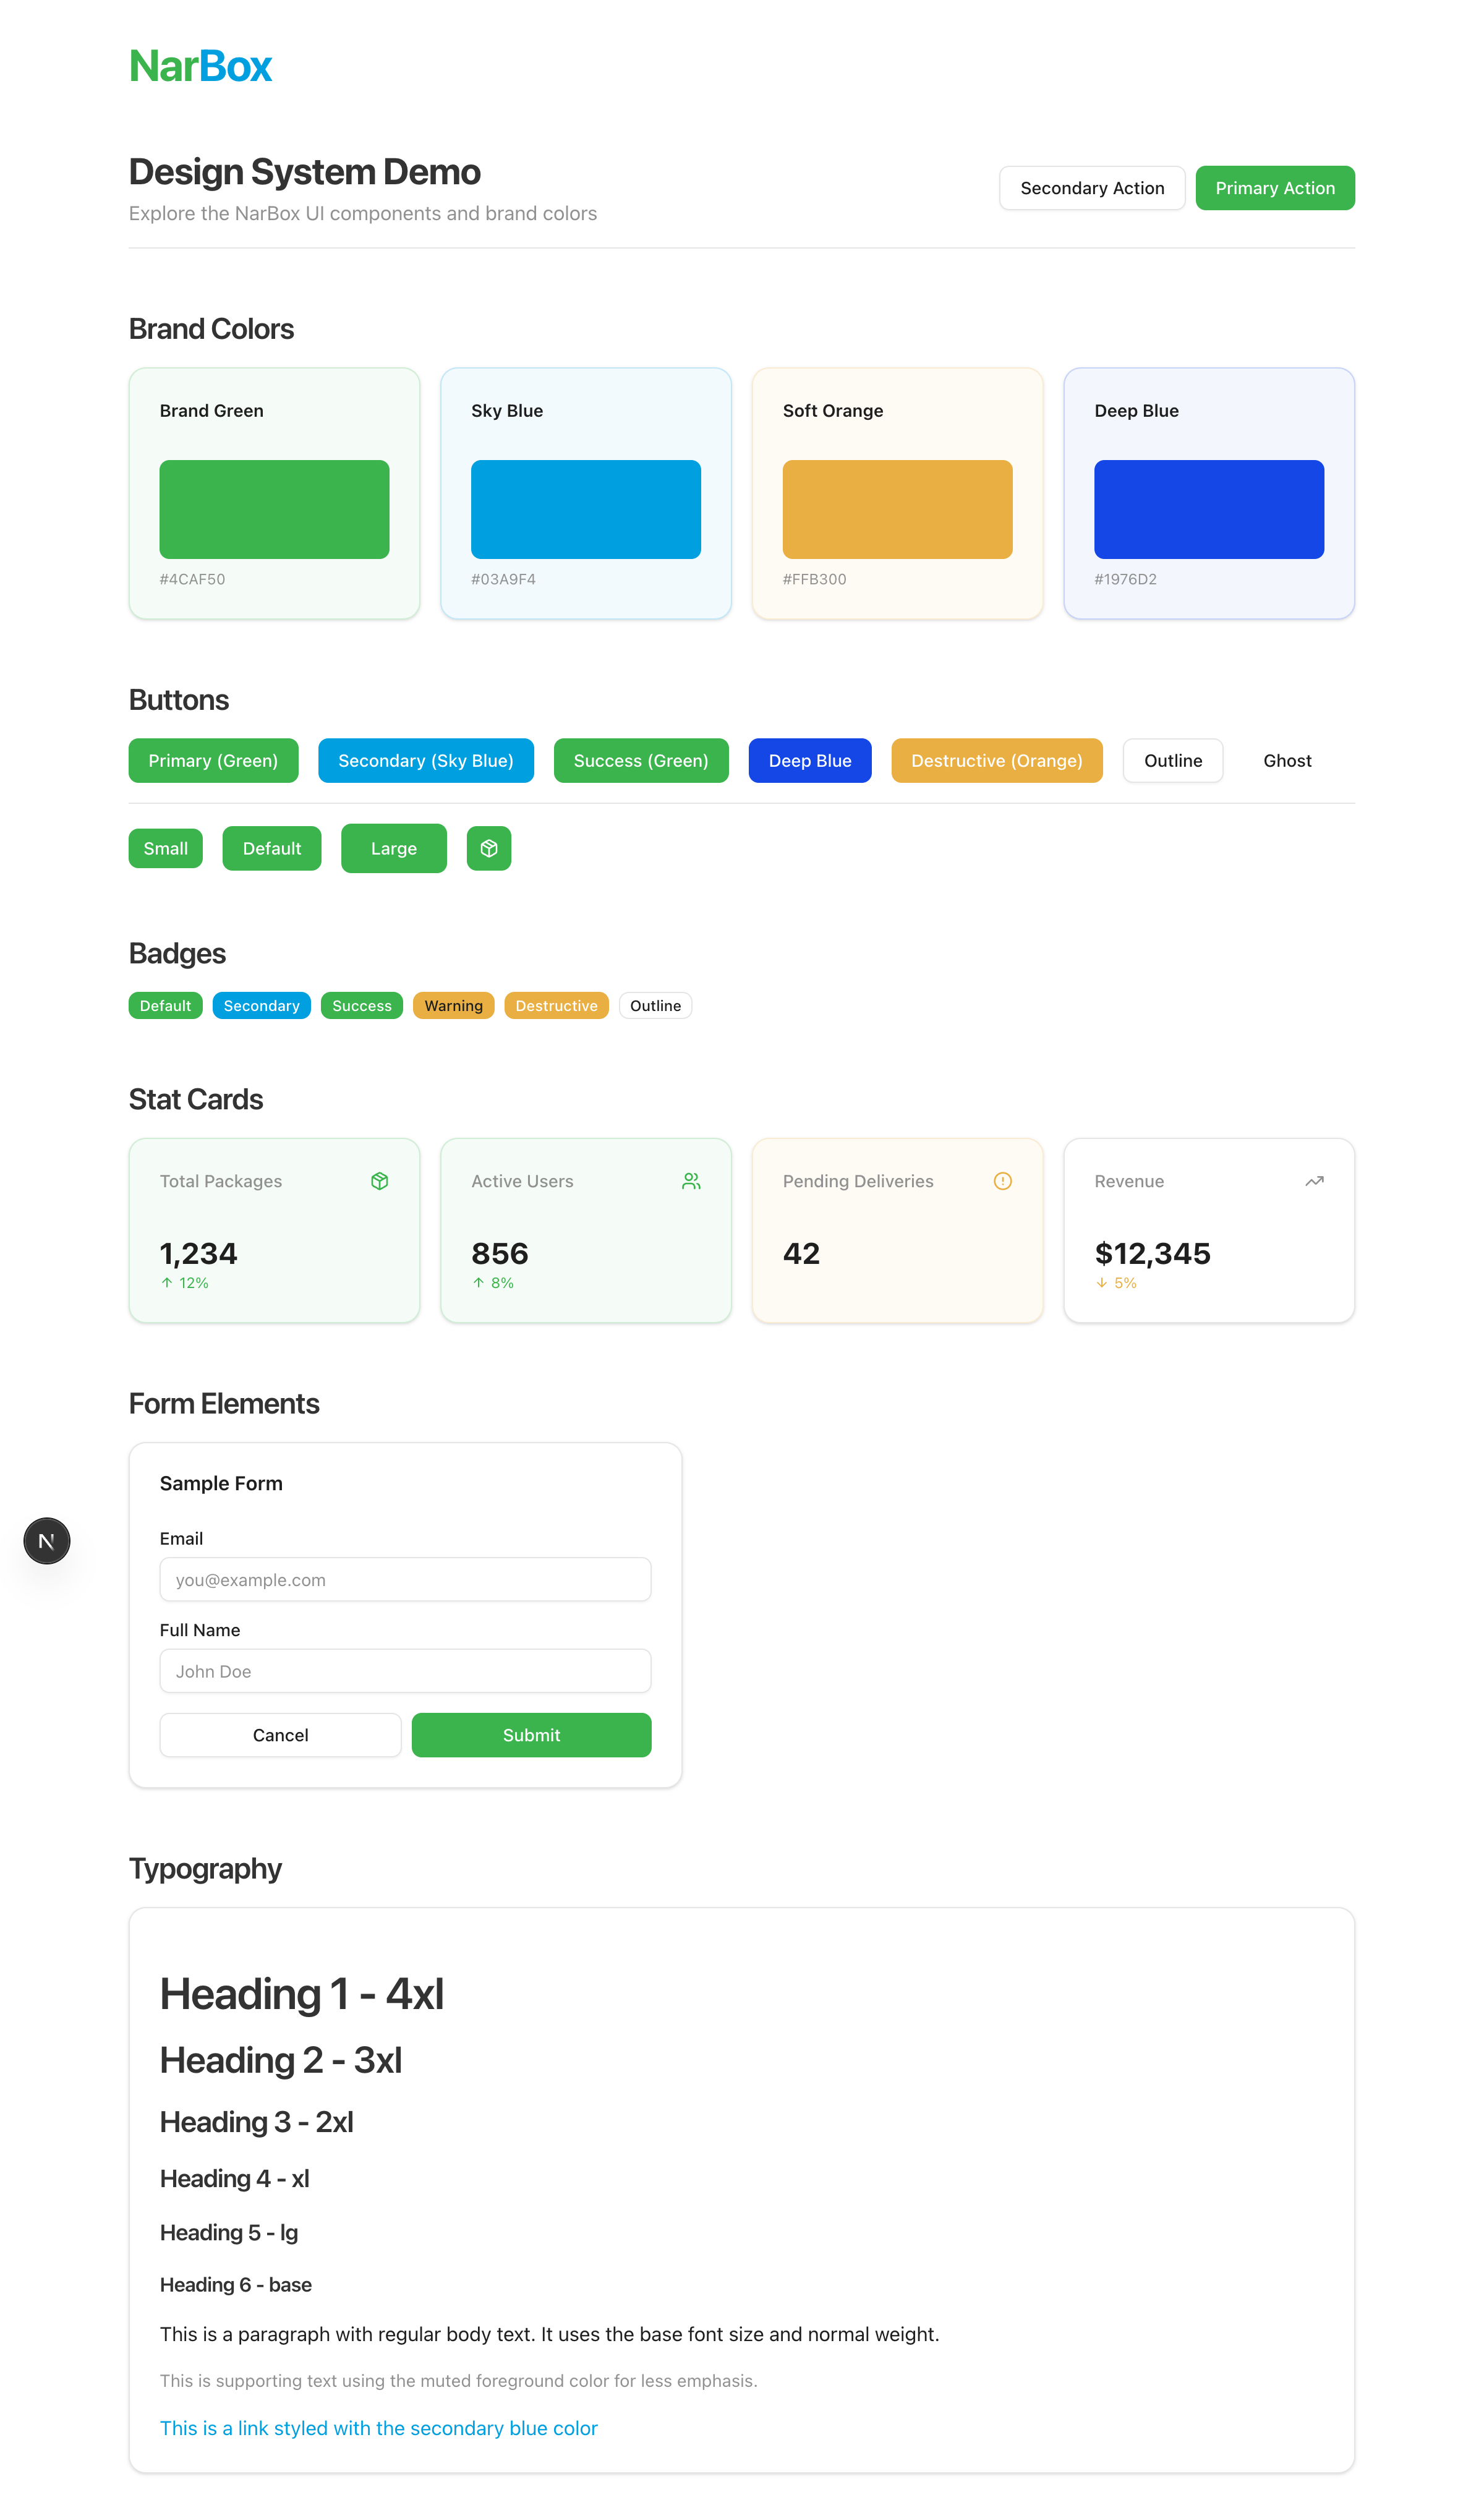 NarBox
Design System Demo
Explore the NarBox UI components and brand colors
Secondary Action
Primary Action
Brand Colors
Brand Green
#4CAF50
Sky Blue
#03A9F4
Soft Orange
#FFB300
Deep Blue
#1976D2
Buttons
Primary (Green)
Secondary (Sky Blue)
Success (Green)
Deep Blue
Destructive (Orange)
Outline
Ghost
Small
Default
Large
Badges
Default
Secondary
Success
Warning
Destructive
Outline
Stat Cards
Total Packages
1,234
↑ 12%
Active Users
856
↑ 8%
Pending Deliveries
42
Revenue
$12,345
↓ 5%
Form Elements
Sample Form
Email
you@example.com
Full Name
John Doe
Cancel
Submit
N
Typography
Heading 1 - 4xl
Heading 2 - 3xl
Heading 3 - 2xl
Heading 4 - xl
Heading 5 - lg
Heading 6 - base
This is a paragraph with regular body text. It uses the base font size and normal weight.
This is supporting text using the muted foreground color for less emphasis.
This is a link styled with the secondary blue color